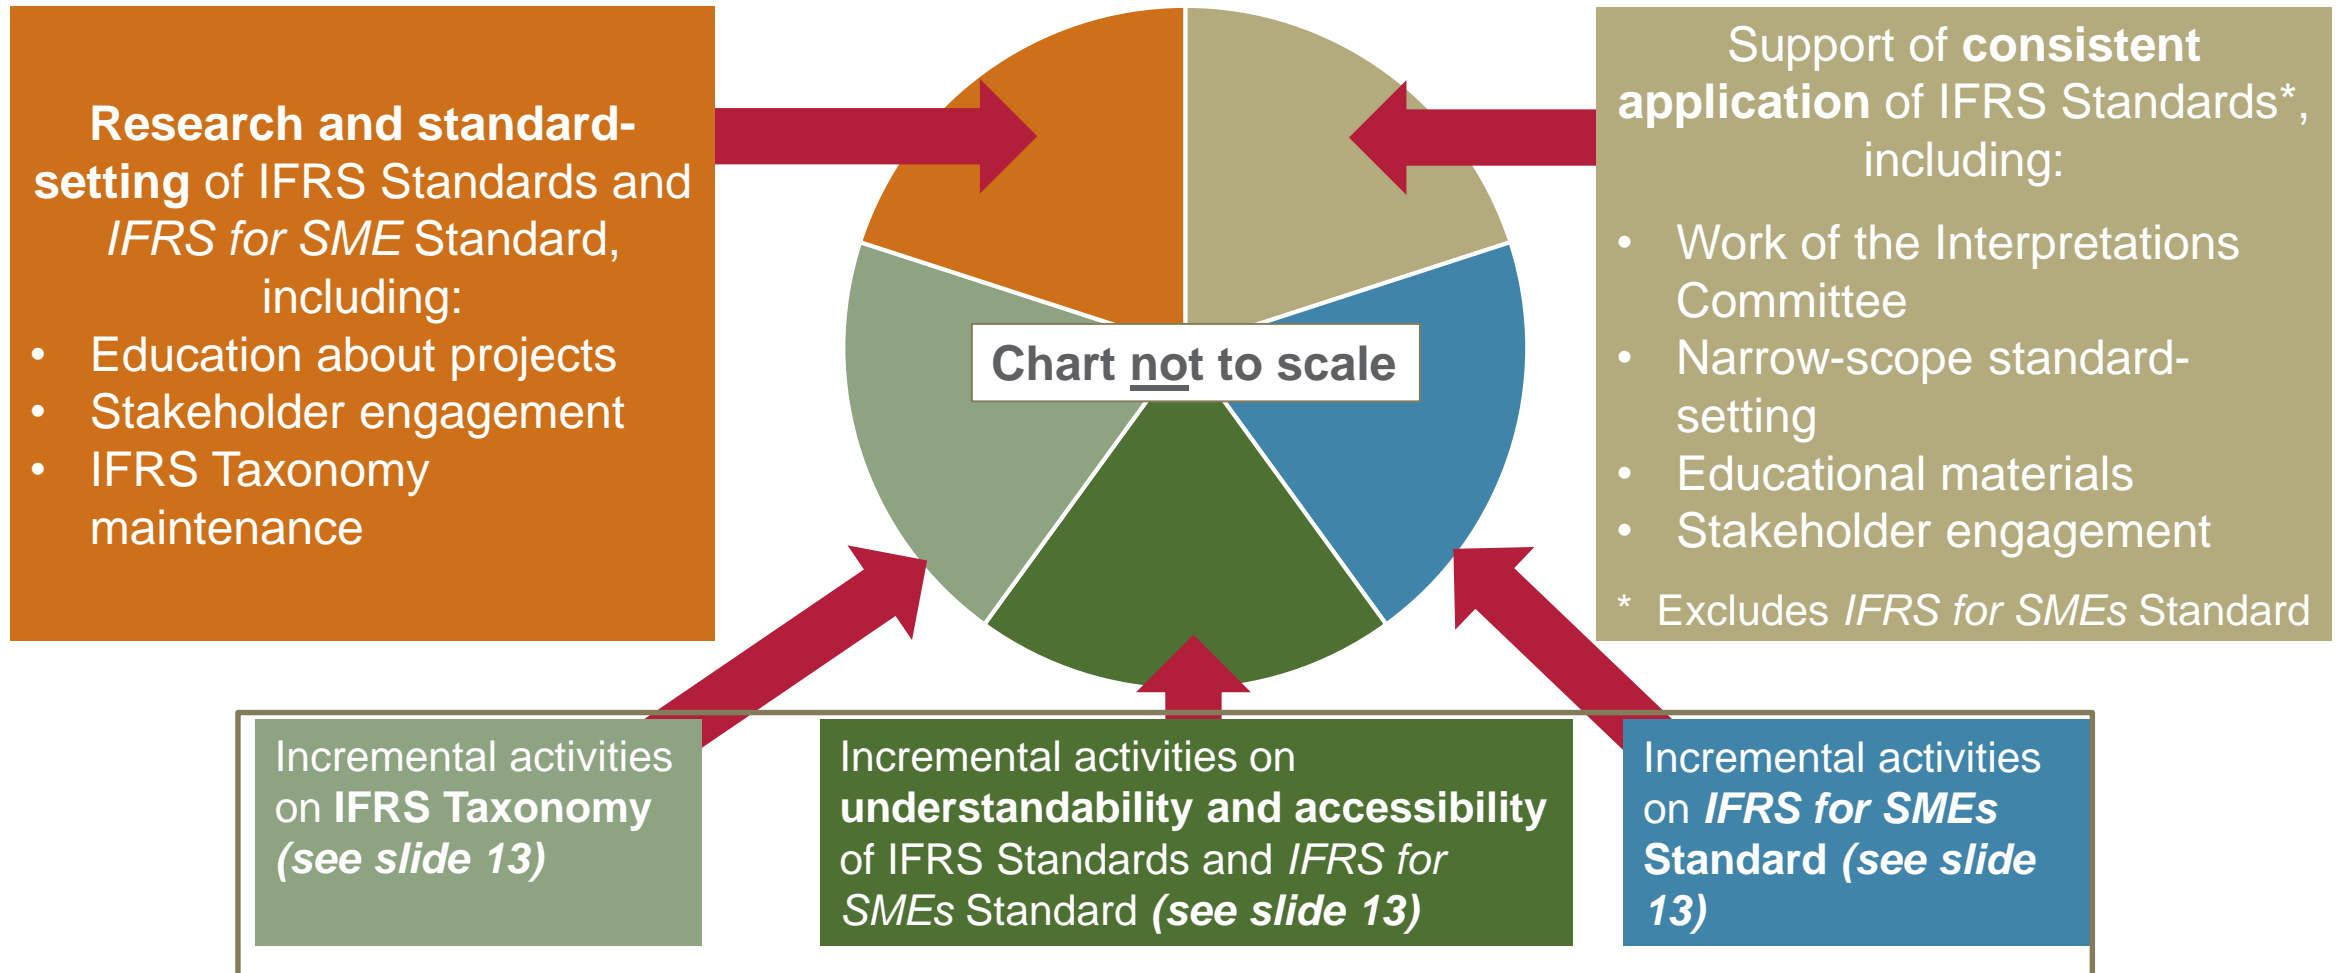 Research and standard-
setting of IFRS Standards and
IFRS for SME Standard,
including:
• Education about projects
• Stakeholder engagement
• IFRS Taxonomy
maintenance
Chart not to scale
Support of consistent
application of IFRS Standards*,
including:
• Work of the Interpretations
Committee
• Narrow-scope standard-
setting
• Educational materials
• Stakeholder engagement
* Excludes IFRS for SMEs Standard
Incremental activities
on IFRS Taxonomy
(see slide 13)
Incremental activities on
understandability and accessibility
of IFRS Standards and IFRS for
SMEs Standard (see slide 13)
Incremental activities
on IFRS for SMEs
Standard (see slide
13)